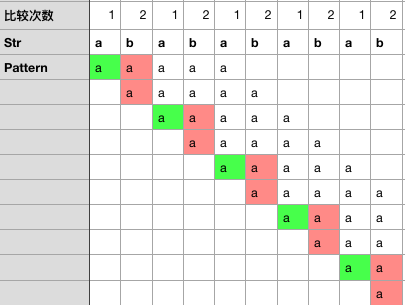 比较次数 1 2 1 2 1 2 1 2 1 2
Str a b a b a b a b a b
Pattern a a a a a
a a a a a
a a a a a
a a a a a
a a a a a
a a a a a
a a a a
a a a
a a
a